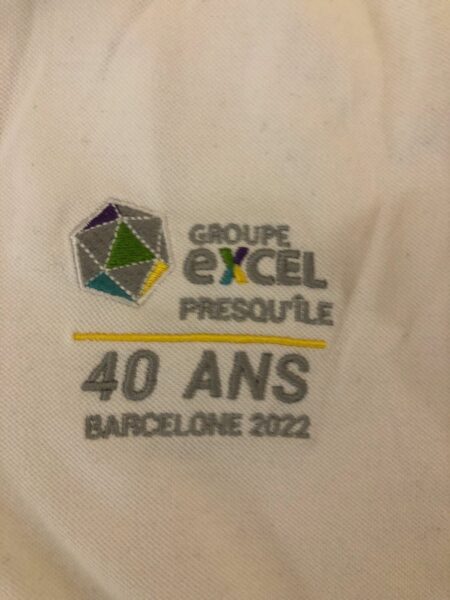 GROUPE
eXCEL
PRESQU'ÎLE
40 ANS
BARCELONE 2022